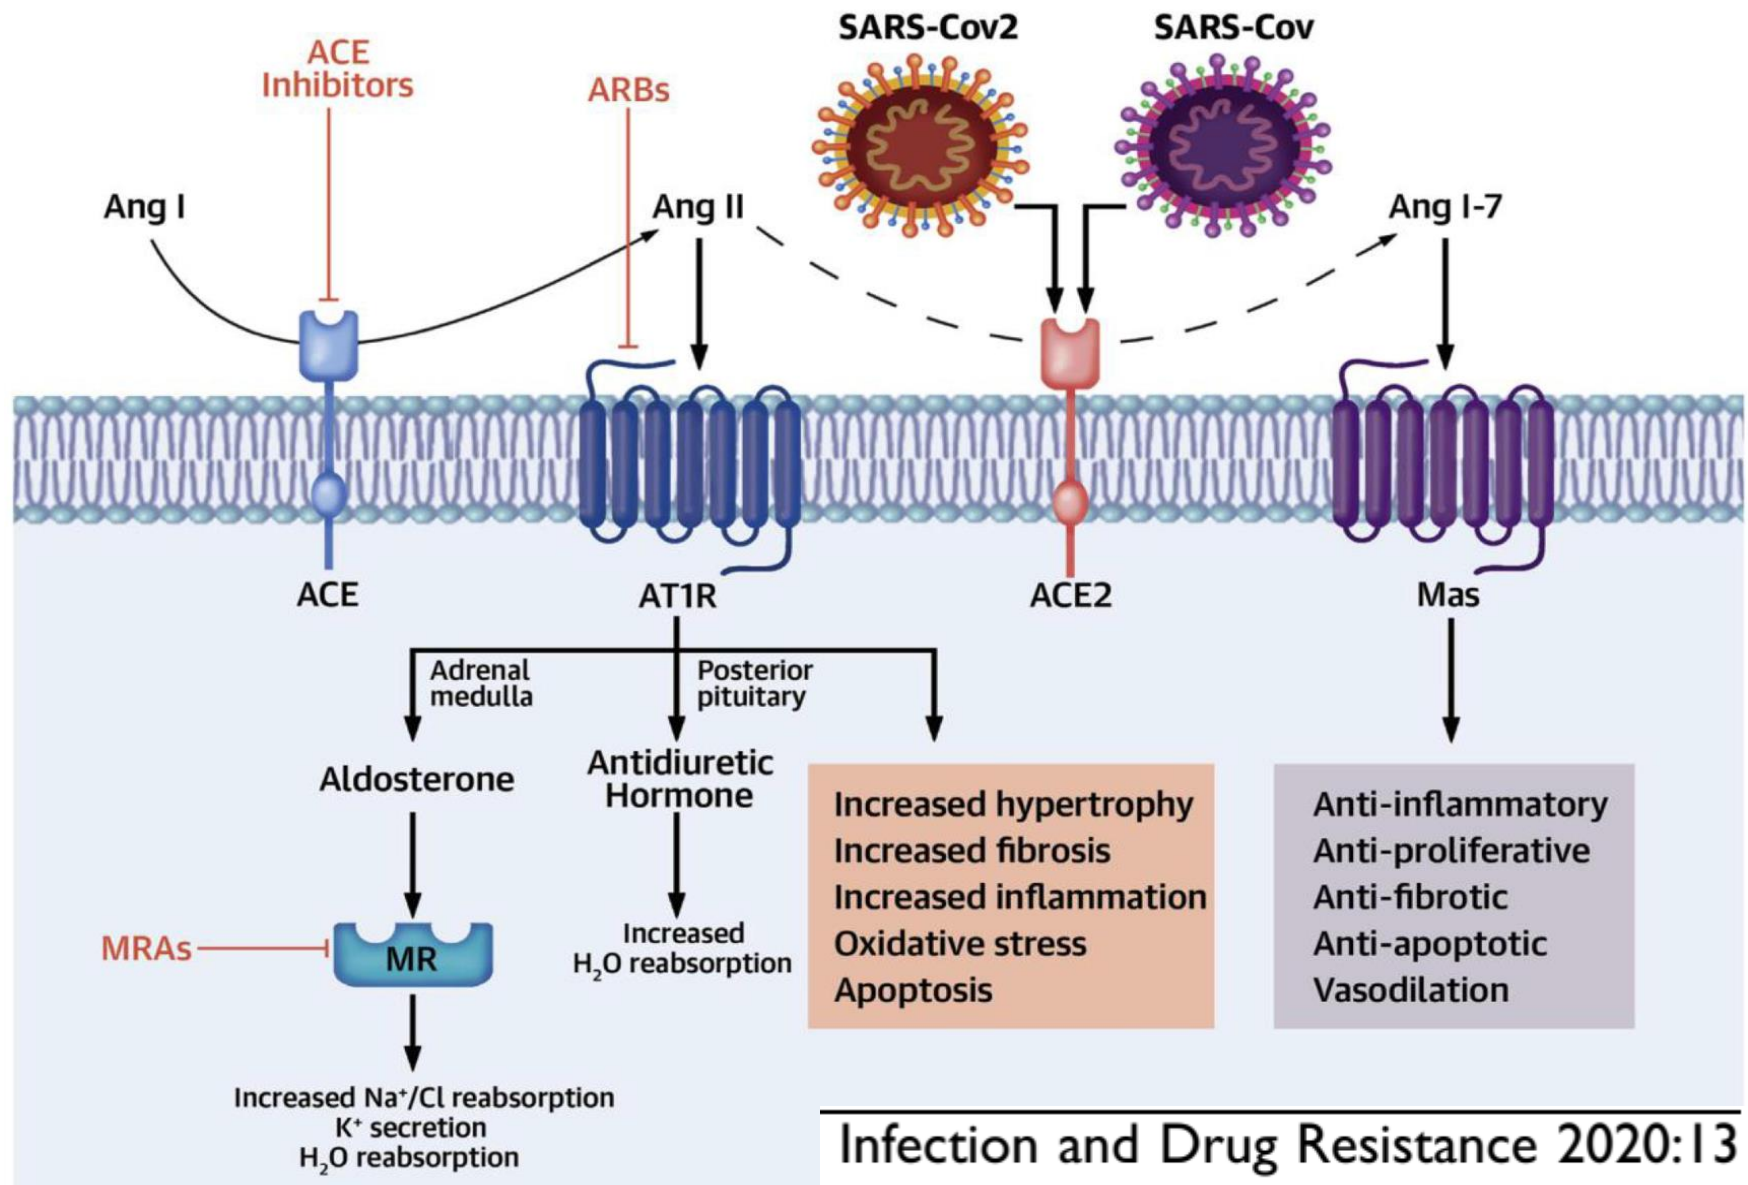 SARS-Cov2
SARS-Cov
ACE
Inhibitors
ARBs
Ang I
Ang II
Ang I-7
ACE
AT1R
ACE2
Mas
Adrenal
medulla
Posterior
pituitary
Aldosterone
Antidiuretic
Hormone
MRAs
MR
Increased
H₂O reabsorption
Increased Na⁺/Cl reabsorption
K⁺ secretion
H₂O reabsorption
Increased hypertrophy
Increased fibrosis
Increased inflammation
Oxidative stress
Apoptosis
Anti-inflammatory
Anti-proliferative
Anti-fibrotic
Anti-apoptotic
Vasodilation
Infection and Drug Resistance 2020:13